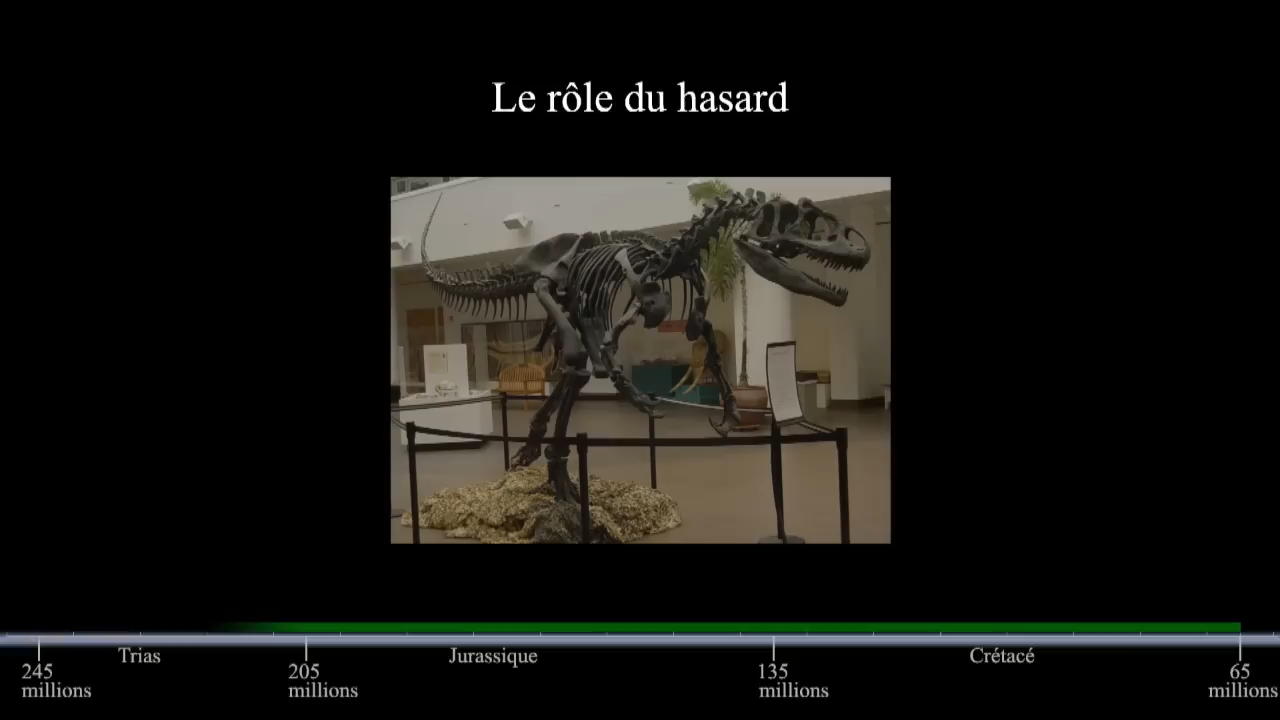 Le rôle du hasard
Trias
Jurassique
Crétacé
245
millions
205
millions
135
millions
65
millions